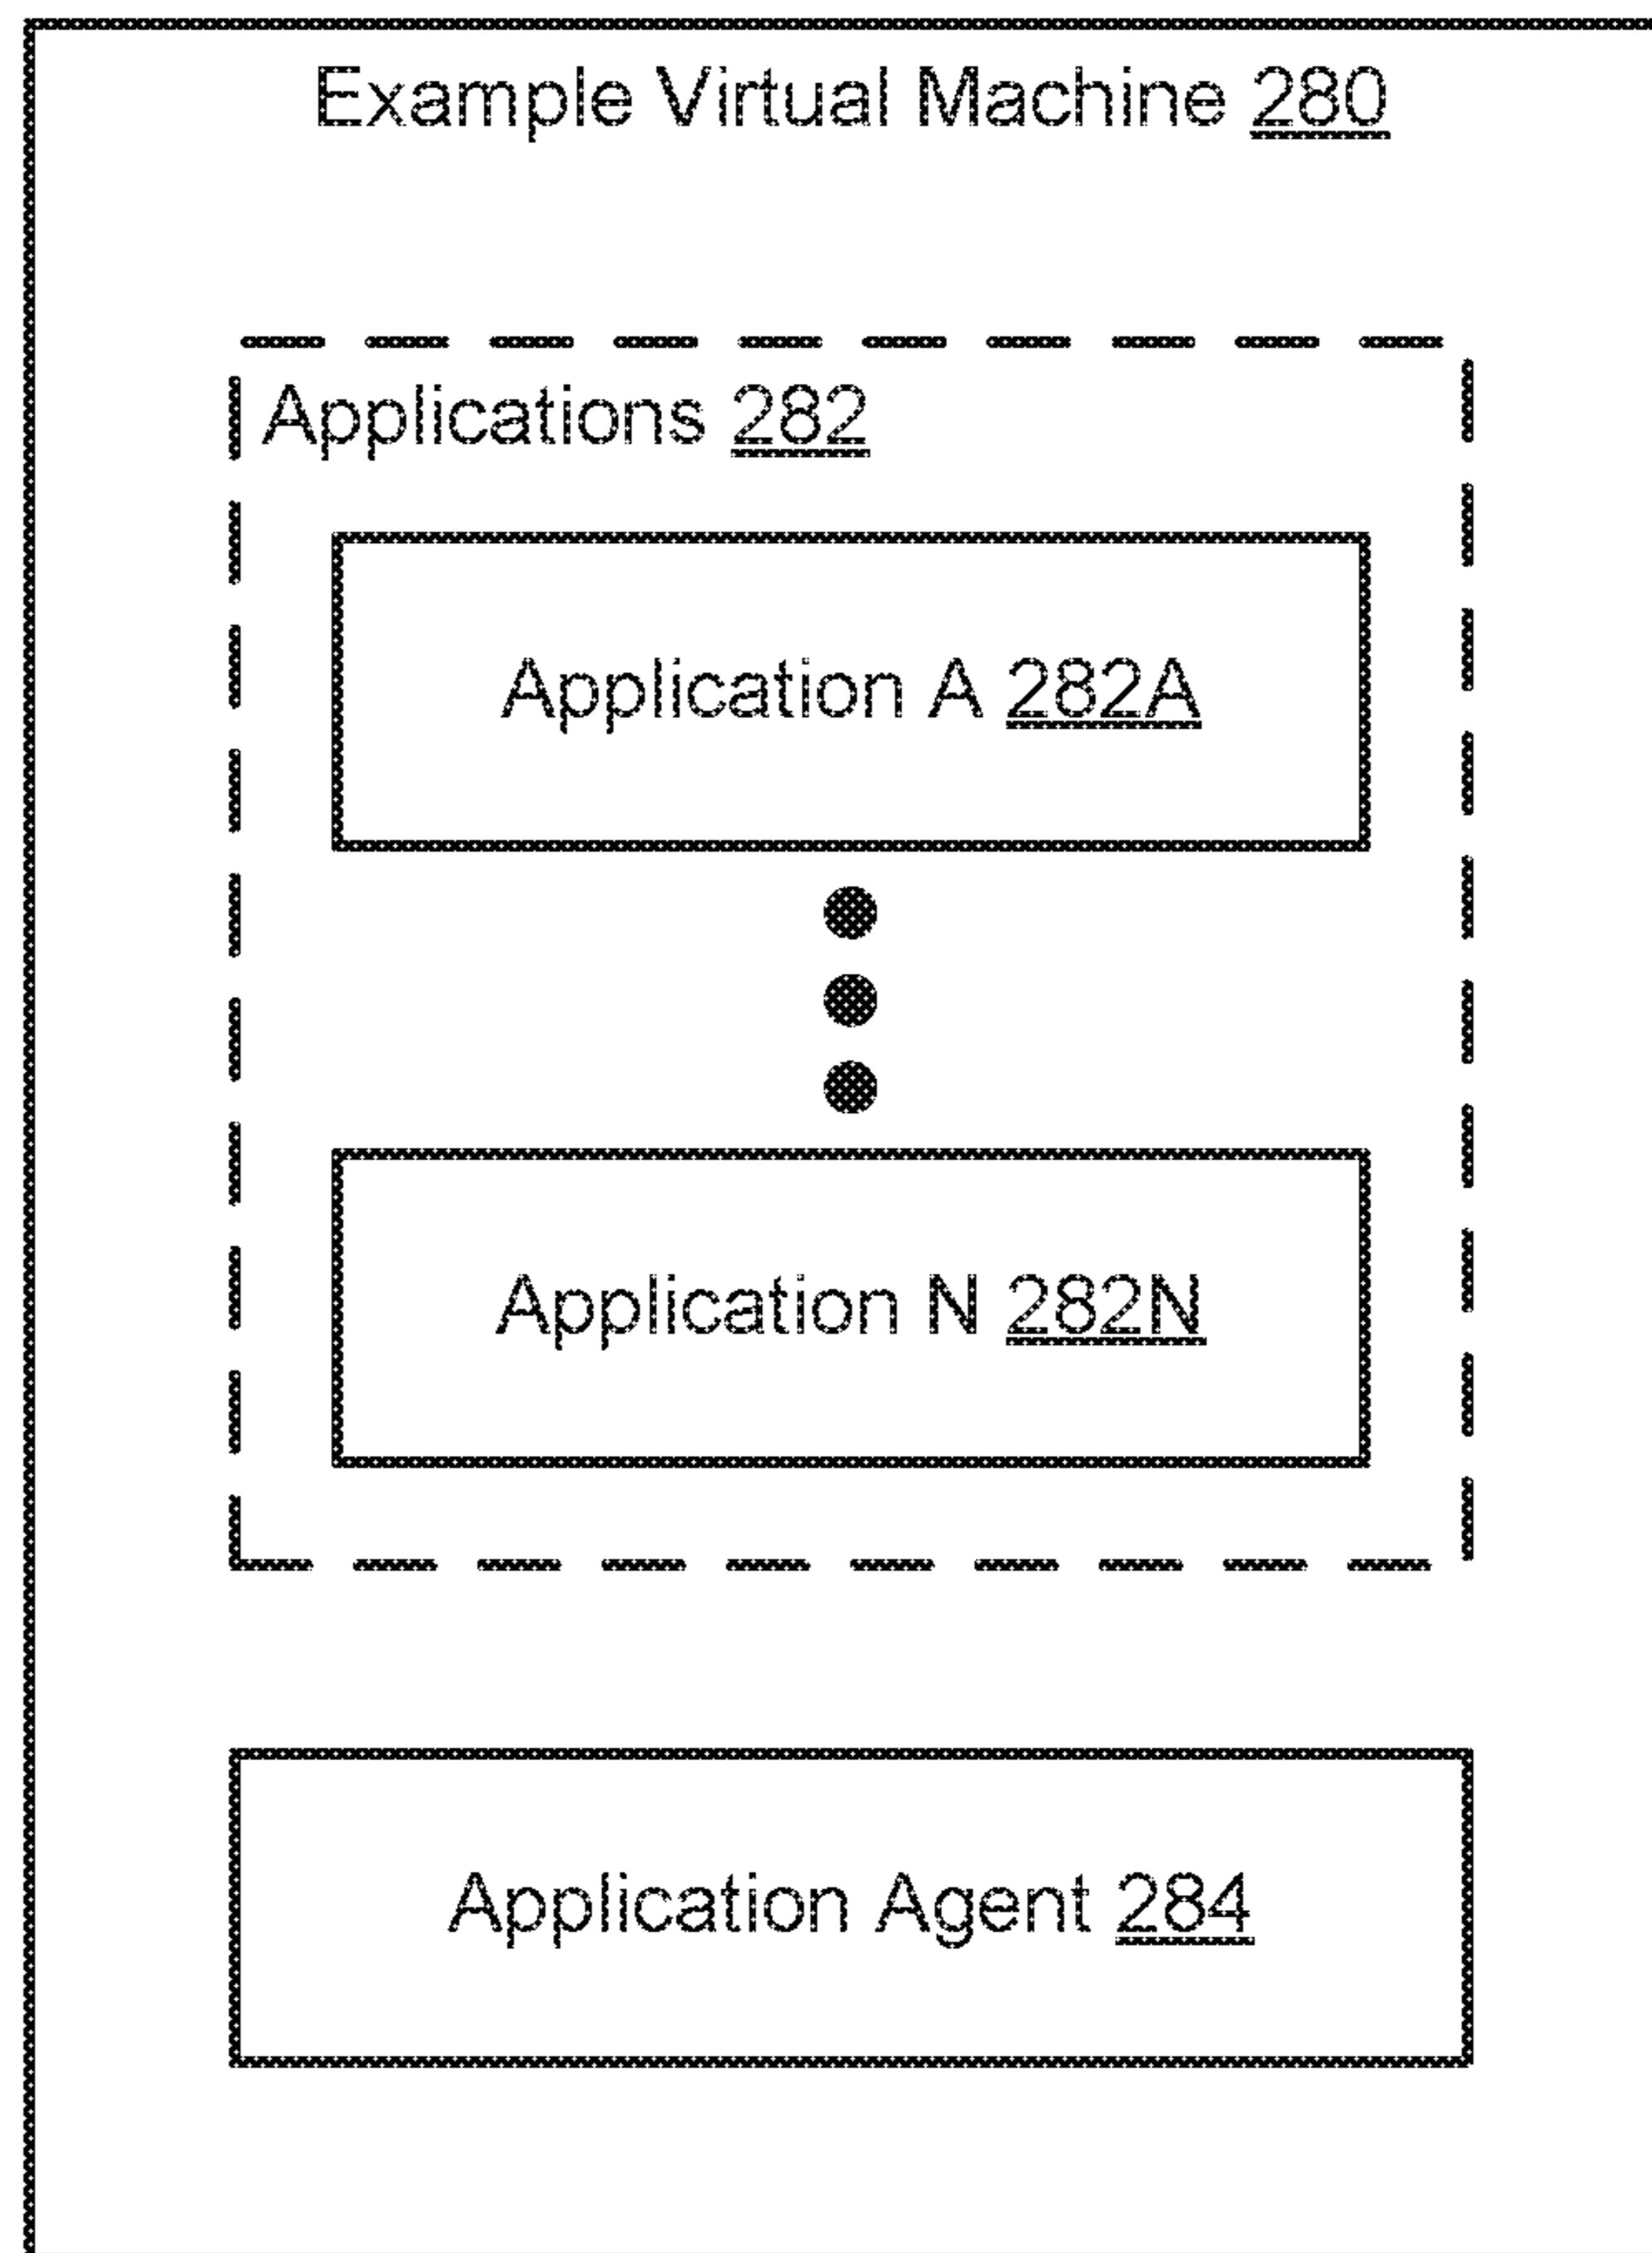 Example Virtual Machine 280
Applications 282
Application A 282A
Application N 282N
Application Agent 284